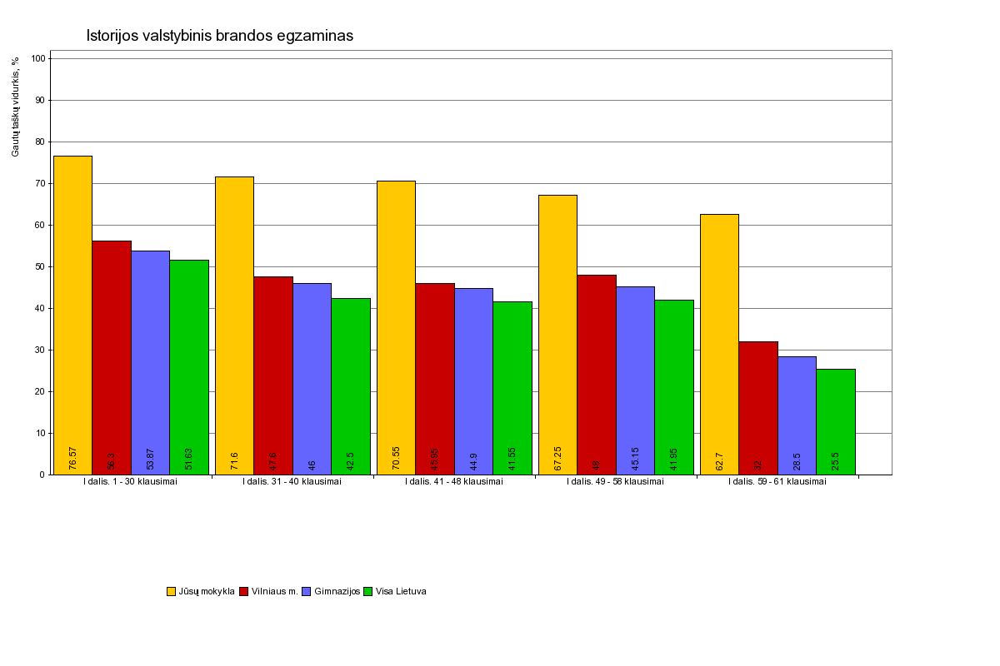 Istorijos valstybinis brandos egzaminas
Gautų taškų vidurkis, %
100
90
80
70
60
50
40
30
20
10
0
76.57 56.3 53.87 51.63 71.6 47.6 46 42.5 70.55 45.95 44.9 41.55 67.25 48 45.15 41.95 62.7 32 28.5 25.5
I dalis. 1 - 30 klausimai I dalis. 31 - 40 klausimai I dalis. 41 - 48 klausimai I dalis. 49 - 58 klausimai I dalis. 59 - 61 klausimai
Jūsų mokykla Vilniaus m. Gimnazijos Visa Lietuva